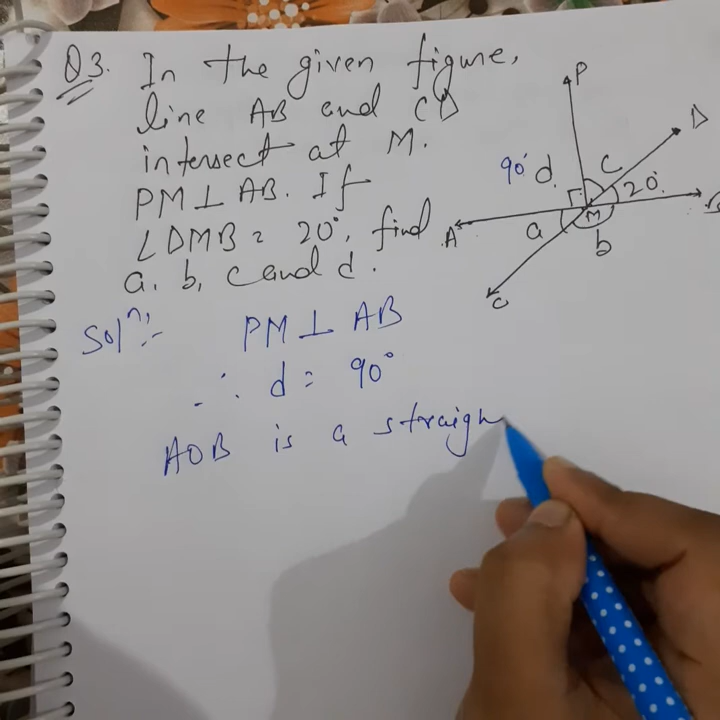 Q3. In the given figure,
line AB and CD
intersect at M.
PM⊥AB. If
∠DMB = 20°, find
a, b, c and d.
P
D
c
90° d.
20°.
A
M
a
b
C
Solⁿ:-
PM⊥AB
∴ d = 90°
AOB is a straigh